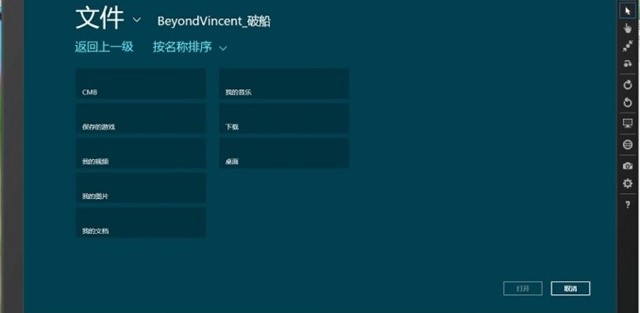 文件 BeyondVincent_破船
返回上一级 按名称排序
CMB 我的音乐
保存的游戏 下载
我的视频 桌面
我的图片
我的文档
打开 取消
?